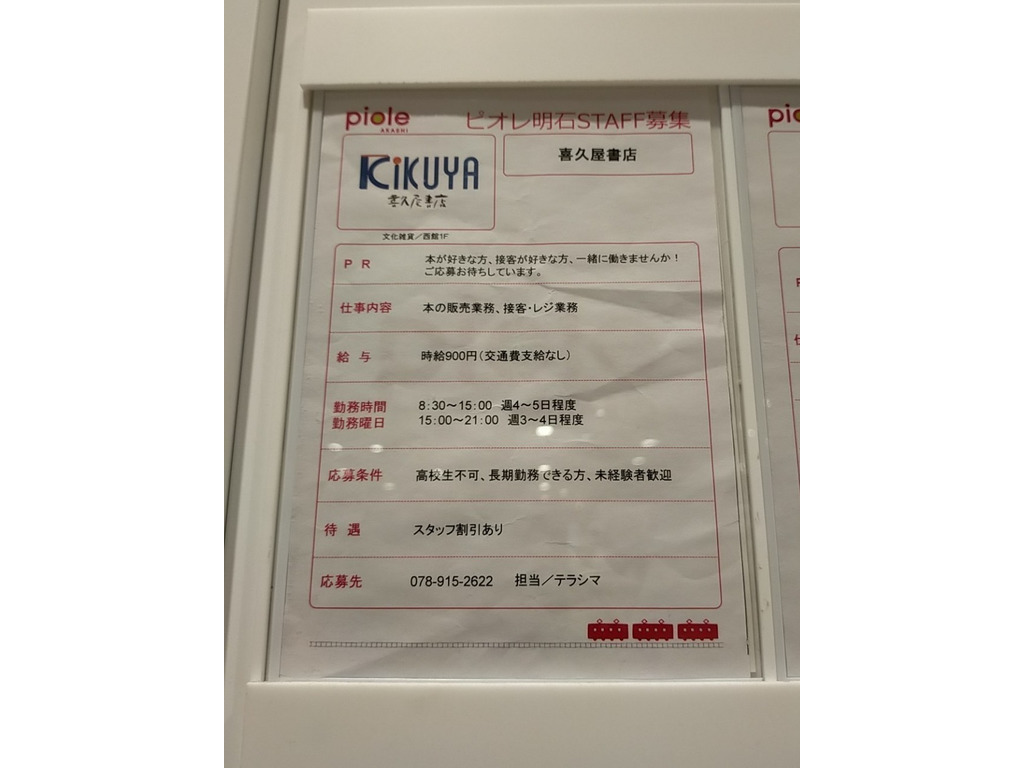 piole
AKASHI
ピオレ明石STAFF募集
KiKUYA
喜久屋書店
喜久屋書店
文化雑貨／西館1F
ＰＲ
本が好きな方、接客が好きな方、一緒に働きませんか！
ご応募お待ちしています。
仕事内容
本の販売業務、接客・レジ業務
給与
時給900円（交通費支給なし）
勤務時間
勤務曜日
8：30～15：00 週4～5日程度
15：00～21：00 週3～4日程度
応募条件
高校生不可、長期勤務できる方、未経験者歓迎
待遇
スタッフ割引あり
応募先
078-915-2622 担当／テラシマ